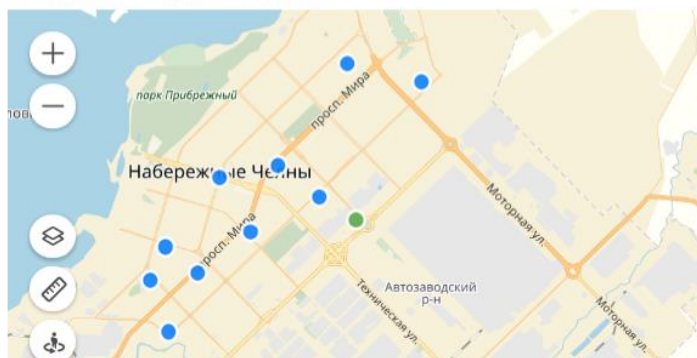 просп. Мира
парк Прибрежный
Набережные Челны
просп. Мира
Моторная ул.
Автозаводский
р-н
Техническая ул.
Моторная ул.